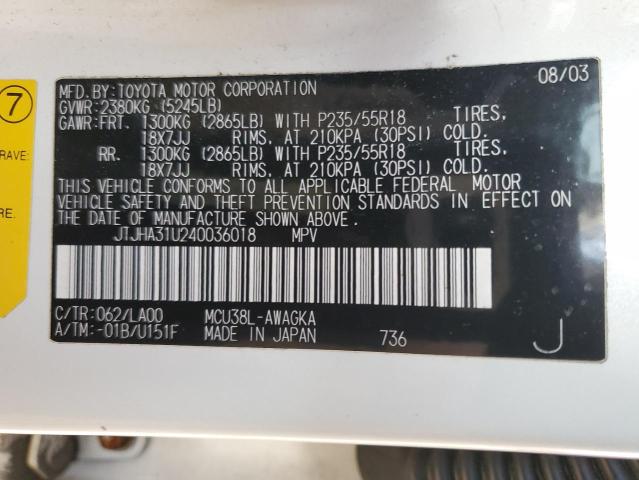 7
RAVE:
RE.
MFD.BY:TOYOTA MOTOR CORPORATION 08/03
GVWR:2380KG (5245LB)
GAWR:FRT. 1300KG (2865LB) WITH P235/55R18 TIRES,
18X7JJ RIMS, AT 210KPA (30PSI) COLD.
RR. 1300KG (2865LB) WITH P235/55R18 TIRES,
18X7JJ RIMS, AT 210KPA (30PSI) COLD.
THIS VEHICLE CONFORMS TO ALL APPLICABLE FEDERAL MOTOR
VEHICLE SAFETY AND THEFT PREVENTION STANDARDS IN EFFECT ON
THE DATE OF MANUFACTURE SHOWN ABOVE.
JTJHA31U240036018 MPV
C/TR:062/LA00 MCU38L-AWAGKA
A/TM:-01B/U151F MADE IN JAPAN 736 J